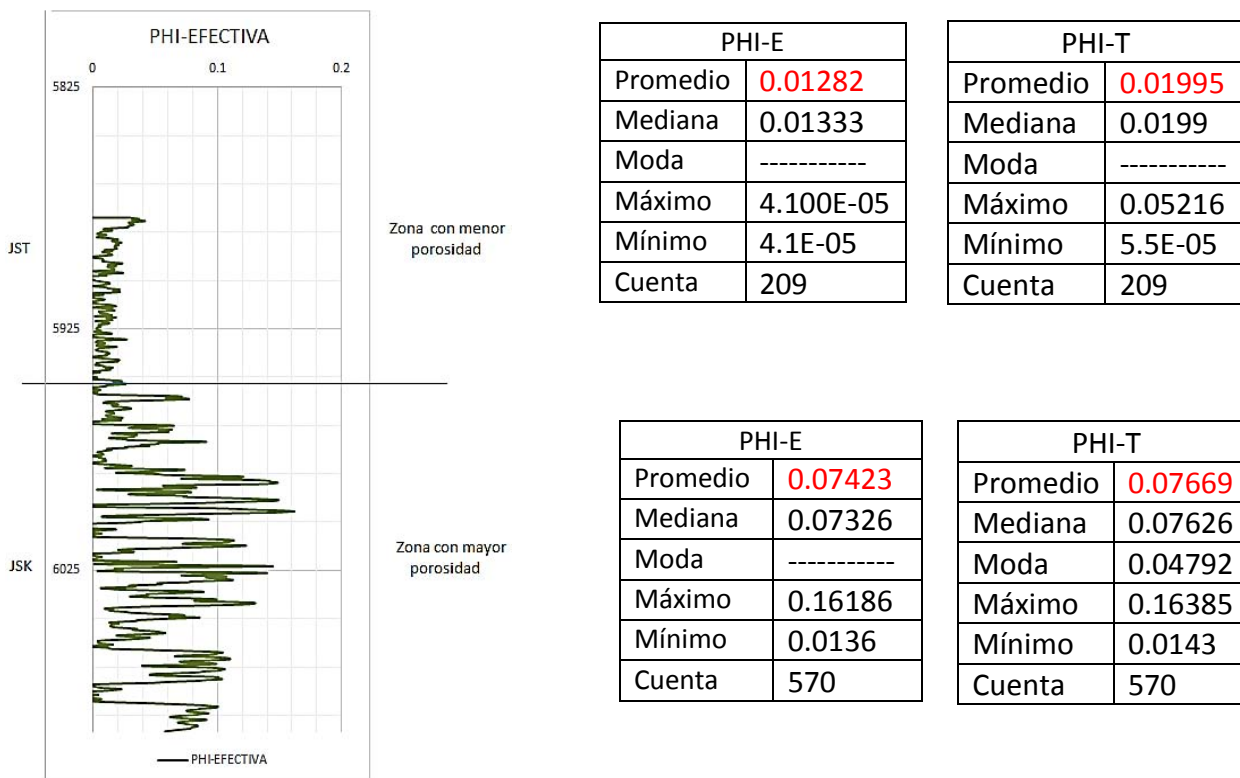 PHI-EFECTIVA
0 0.1 0.2
5825
JST
Zona con menor
porosidad
5925
JSK
6025
Zona con mayor
porosidad
PHI-EFECTIVA
PHI-E
Promedio 0.01282
Mediana 0.01333
Moda -----------
Máximo 4.100E-05
Mínimo 4.1E-05
Cuenta 209
PHI-T
Promedio 0.01995
Mediana 0.0199
Moda -----------
Máximo 0.05216
Mínimo 5.5E-05
Cuenta 209
PHI-E
Promedio 0.07423
Mediana 0.07326
Moda -----------
Máximo 0.16186
Mínimo 0.0136
Cuenta 570
PHI-T
Promedio 0.07669
Mediana 0.07626
Moda 0.04792
Máximo 0.16385
Mínimo 0.0143
Cuenta 570